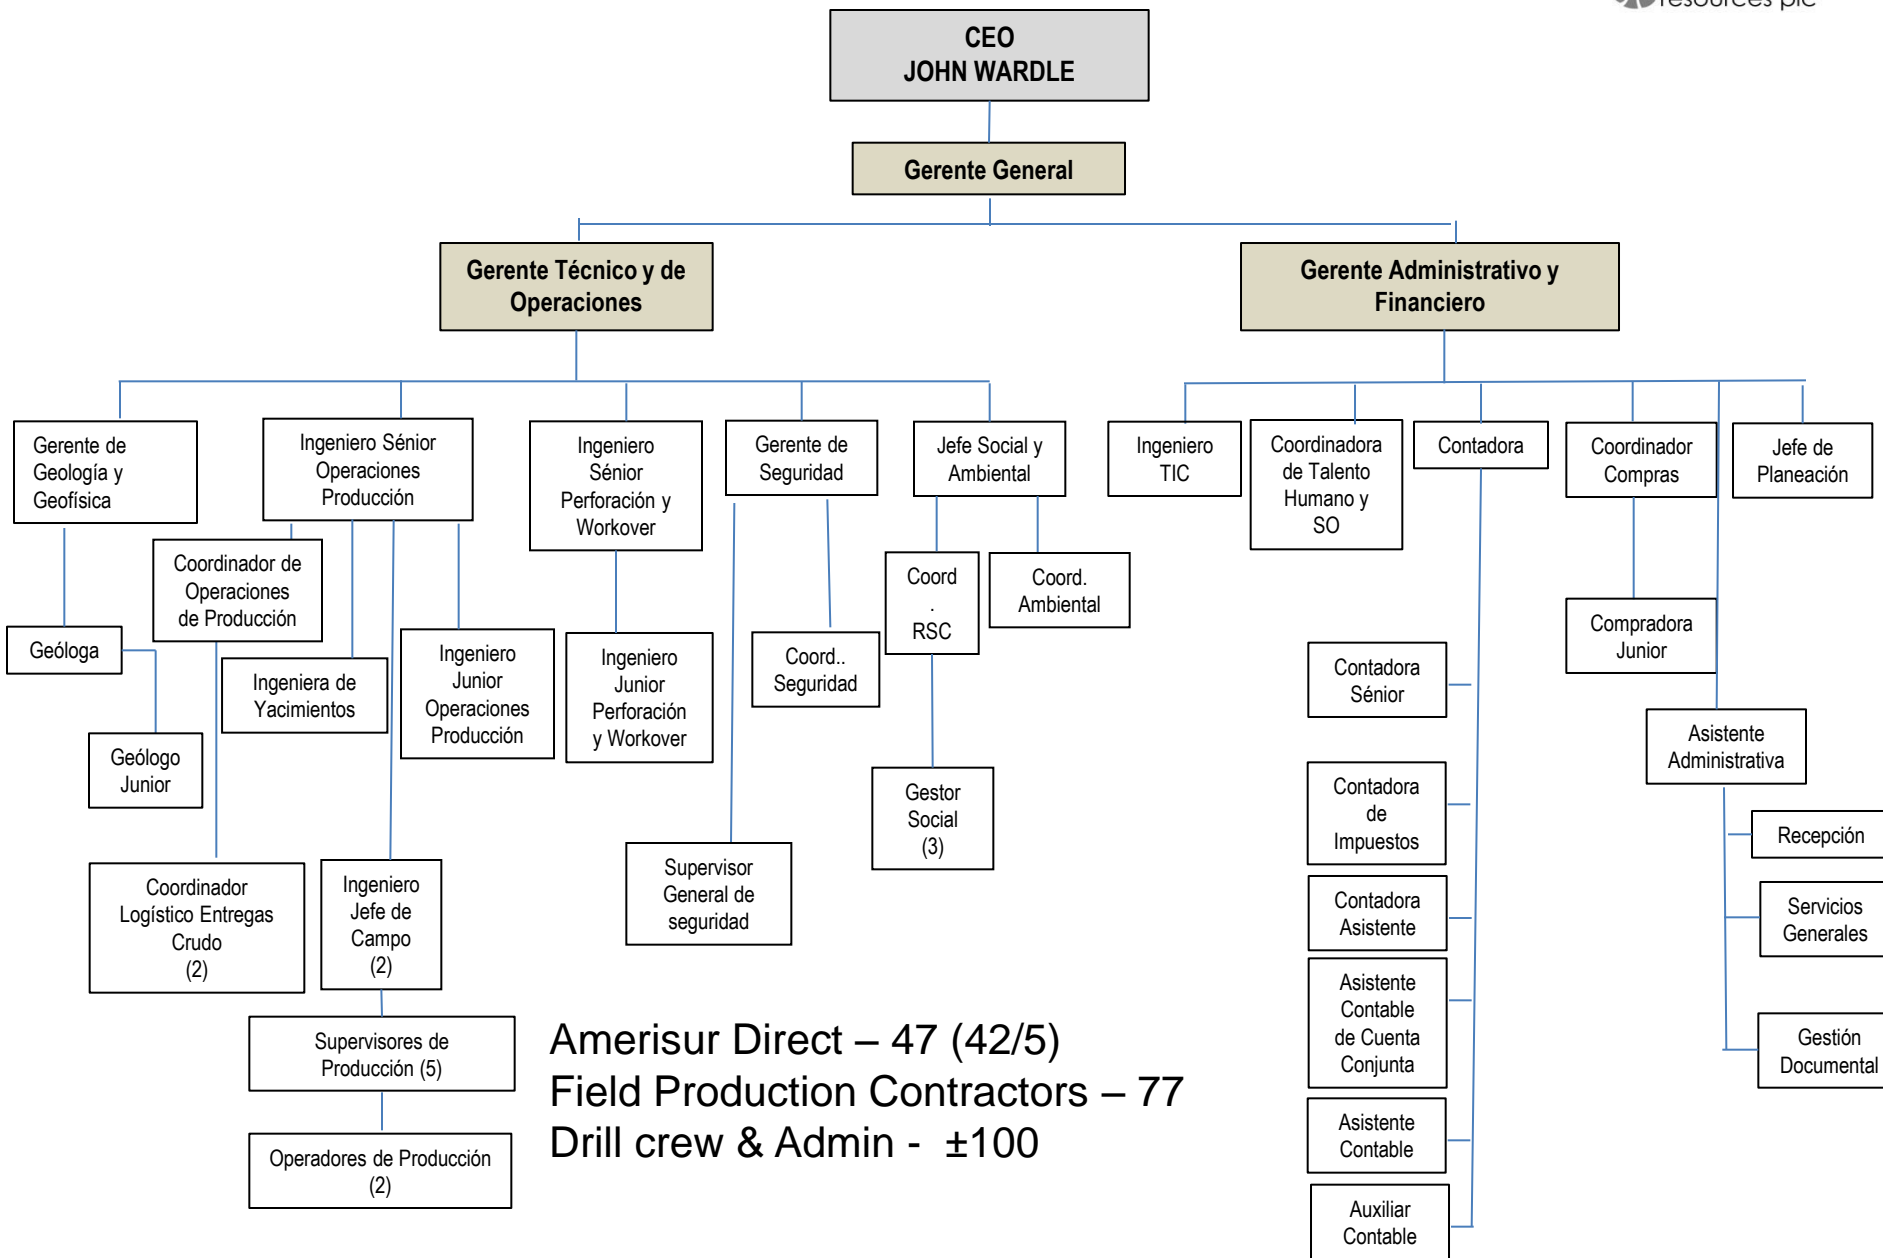 resources plc
CEO
JOHN WARDLE
Gerente General
Gerente Técnico y de
Operaciones
Gerente Administrativo y
Financiero
Gerente de
Geología y
Geofísica
Ingeniero Sénior
Operaciones
Producción
Ingeniero
Sénior
Perforación y
Workover
Gerente de
Seguridad
Jefe Social y
Ambiental
Ingeniero
TIC
Coordinadora
de Talento
Humano y
SO
Contadora
Coordinador
Compras
Jefe de
Planeación
Coordinador de
Operaciones
de Producción
Coord
.
RSC
Coord.
Ambiental
Geóloga
Ingeniera de
Yacimientos
Ingeniero
Junior
Operaciones
Producción
Ingeniero
Junior
Perforación
y Workover
Coord..
Seguridad
Compradora
Junior
Contadora
Sénior
Geólogo
Junior
Asistente
Administrativa
Gestor
Social
(3)
Contadora
de
Impuestos
Recepción
Coordinador
Logístico Entregas
Crudo
(2)
Ingeniero
Jefe de
Campo
(2)
Supervisor
General de
seguridad
Contadora
Asistente
Servicios
Generales
Asistente
Contable
de Cuenta
Conjunta
Supervisores de
Producción (5)
Gestión
Documental
Operadores de Producción
(2)
Amerisur Direct – 47 (42/5)
Field Production Contractors – 77
Drill crew & Admin - ±100
Asistente
Contable
Auxiliar
Contable